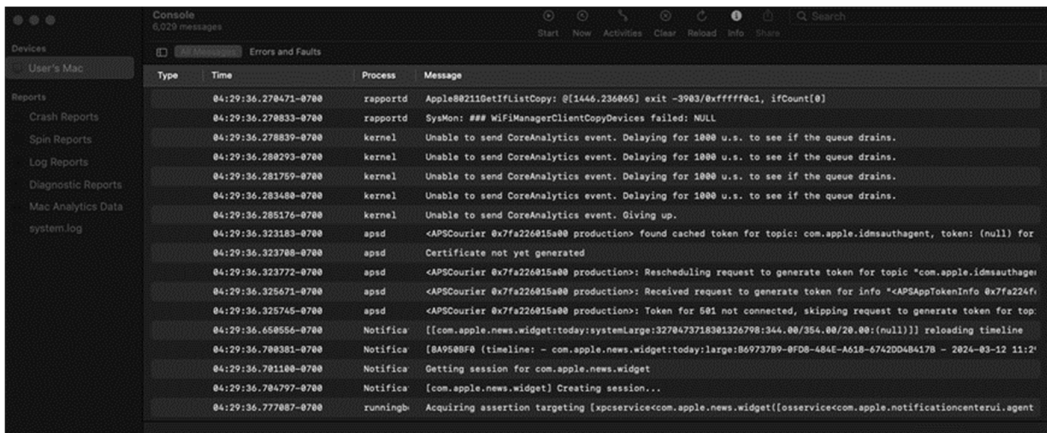 Console
6,029 messages
Start Now Activities Clear Reload Info Share
Search
All Messages Errors and Faults
Devices
User's Mac
Reports
Crash Reports
Spin Reports
Log Reports
Diagnostic Reports
Mac Analytics Data
system.log
Type Time Process Message
04:29:36.270471-0700 rapportd Apple80211GetIfListCopy: @[1446.236065] exit -3903/0xfffff0c1, ifCount[0]
04:29:36.270833-0700 rapportd SysMon: ### WiFiManagerClientCopyDevices failed: NULL
04:29:36.278839-0700 kernel Unable to send CoreAnalytics event. Delaying for 1000 u.s. to see if the queue drains.
04:29:36.280293-0700 kernel Unable to send CoreAnalytics event. Delaying for 1000 u.s. to see if the queue drains.
04:29:36.281759-0700 kernel Unable to send CoreAnalytics event. Delaying for 1000 u.s. to see if the queue drains.
04:29:36.283480-0700 kernel Unable to send CoreAnalytics event. Delaying for 1000 u.s. to see if the queue drains.
04:29:36.285176-0700 kernel Unable to send CoreAnalytics event. Giving up.
04:29:36.323183-0700 apsd <APSCourier 0x7fa226015a00 production> found cached token for topic: com.apple.idmsauthagent, token: (null) for
04:29:36.323708-0700 apsd Certificate not yet generated
04:29:36.323772-0700 apsd <APSCourier 0x7fa226015a00 production>: Rescheduling request to generate token for topic "com.apple.idmsauthagen
04:29:36.325671-0700 apsd <APSCourier 0x7fa226015a00 production>: Received request to generate token for info "<APSAppTokenInfo 0x7fa224f
04:29:36.325745-0700 apsd <APSCourier 0x7fa226015a00 production>: Token for 501 not connected, skipping request to generate token for top
04:29:36.650556-0700 Notifica [[com.apple.news.widget:today:systemLarge:3270473718301326798:344.00/354.00/20.00:(null)]] reloading timeline
04:29:36.700381-0700 Notifica [8A950BF0 (timeline: - com.apple.news.widget:today:large:B6973789-0FD8-484E-A618-6742DD4B417B - 2024-03-12 11:2
04:29:36.701100-0700 Notifica Getting session for com.apple.news.widget
04:29:36.704797-0700 Notifica [com.apple.news.widget] Creating session...
04:29:36.777087-0700 runningb Acquiring assertion targeting [xpcservice<com.apple.news.widget([osservice<com.apple.notificationcenterui.agent